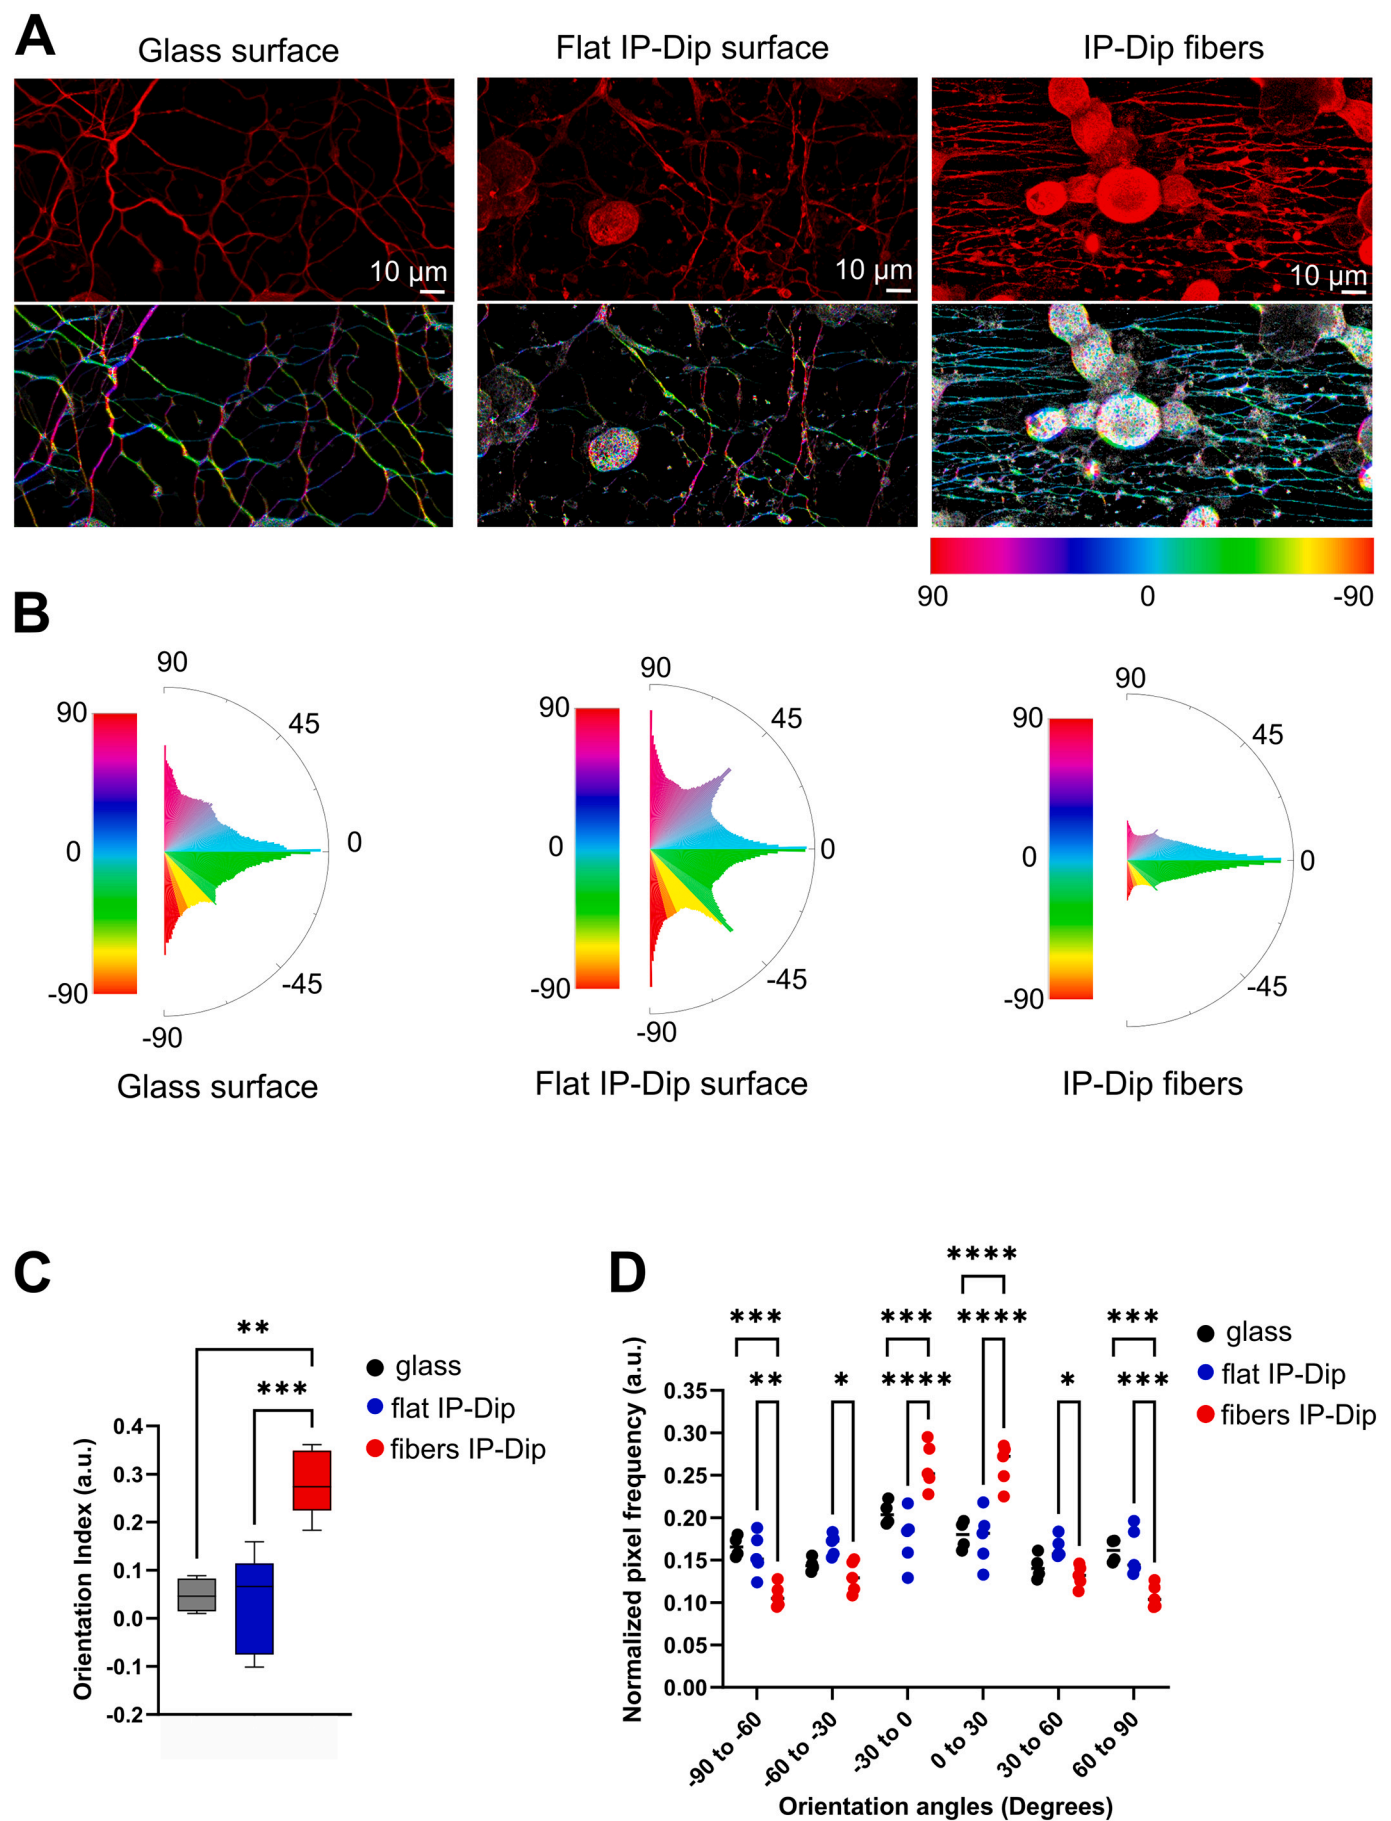 A
Glass surface
Flat IP-Dip surface
IP-Dip fibers
10 µm
10 µm
10 µm
90 0 -90
B
90
90
45
0
0
-45
-90
-90
Glass surface
90
90
45
0
0
-45
-90
-90
Flat IP-Dip surface
90
90
45
0
0
-45
-90
IP-Dip fibers
C
**
***
glass
flat IP-Dip
fibers IP-Dip
Orientation Index (a.u.)
0.4
0.3
0.2
0.1
0.0
-0.1
-0.2
D
****
*** *** **** ***
** * **** * ***
glass
flat IP-Dip
fibers IP-Dip
Normalized pixel frequency (a.u.)
0.35
0.30
0.25
0.20
0.15
0.10
0.05
0.00
-90 to -60
-60 to -30
-30 to 0
0 to 30
30 to 60
60 to 90
Orientation angles (Degrees)